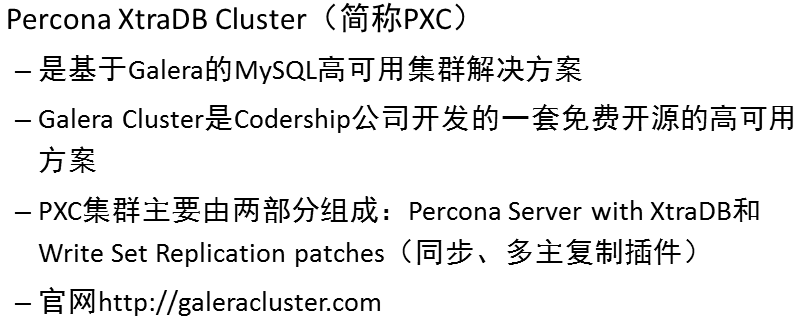 Percona XtraDB Cluster（简称PXC）
– 是基于Galera的MySQL高可用集群解决方案
– Galera Cluster是Codership公司开发的一套免费开源的高可用
方案
– PXC集群主要由两部分组成：Percona Server with XtraDB和
Write Set Replication patches（同步、多主复制插件）
– 官网http://galeracluster.com